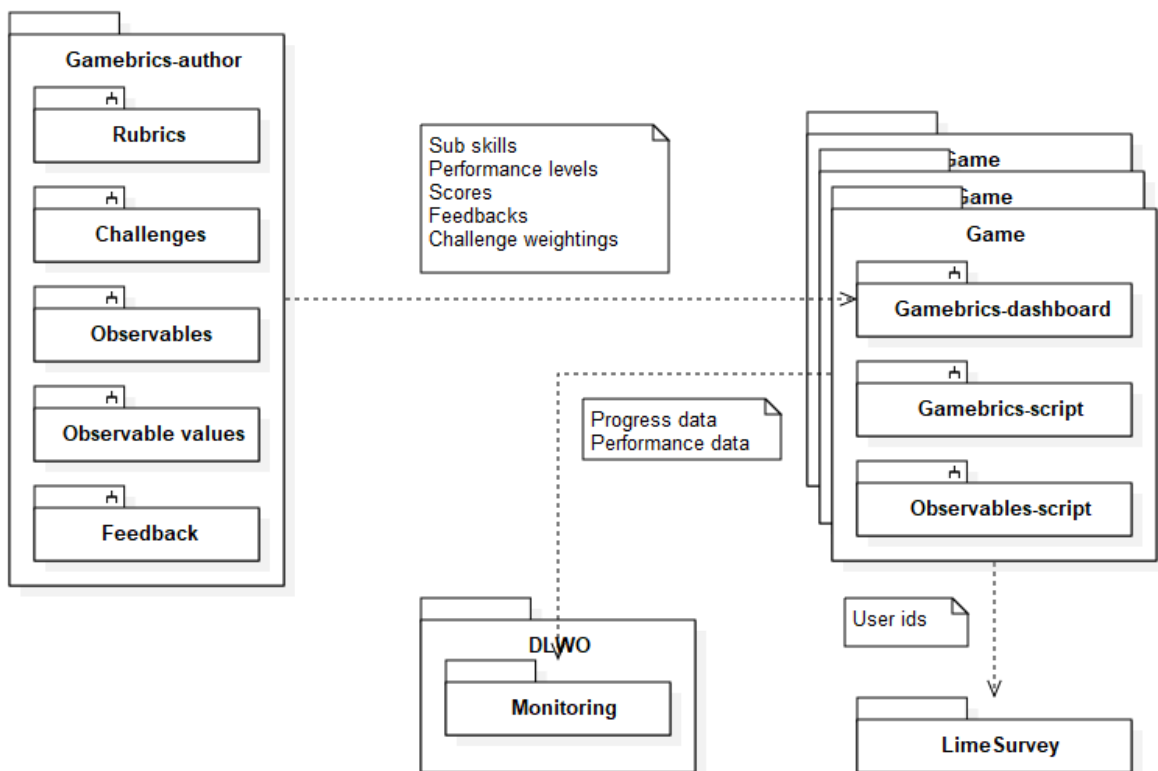 Gamebrics-author
Rubrics
Challenges
Observables
Observable values
Feedback
Sub skills
Performance levels
Scores
Feedbacks
Challenge weightings
Game
Game
Game
Gamebrics-dashboard
Gamebrics-script
Observables-script
Progress data
Performance data
User ids
DLWO
Monitoring
LimeSurvey